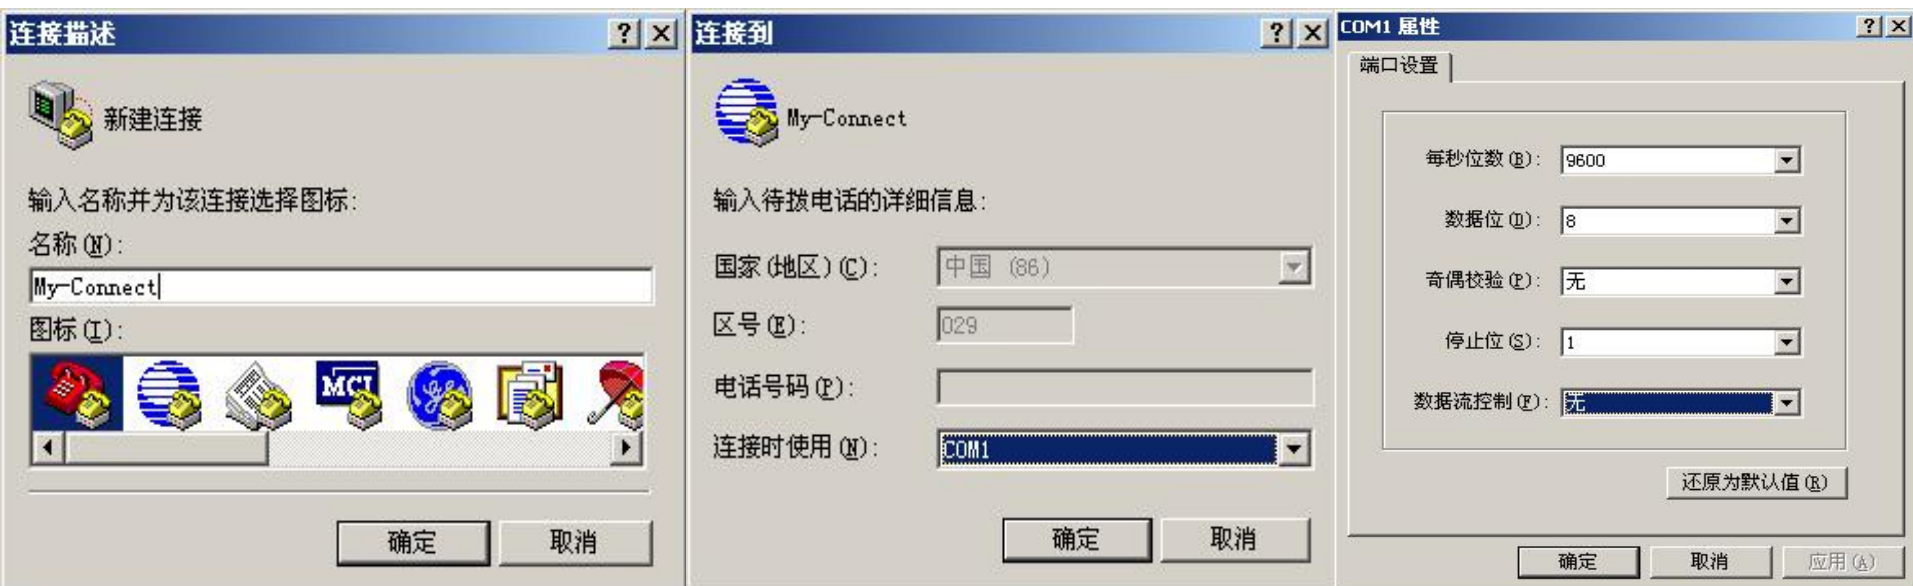 连接描述
新建连接
输入名称并为该连接选择图标:
名称(N):
My-Connect
图标(I):
MCI
确定 取消
连接到
My-Connect
输入待拨电话的详细信息:
国家(地区)(C): 中国 (86)
区号(E): 029
电话号码(P):
连接时使用(N): COM1
确定 取消
COM1 属性
端口设置
每秒位数(B): 9600
数据位(D): 8
奇偶校验(P): 无
停止位(S): 1
数据流控制(F): 无
还原为默认值(R)
确定 取消 应用(A)